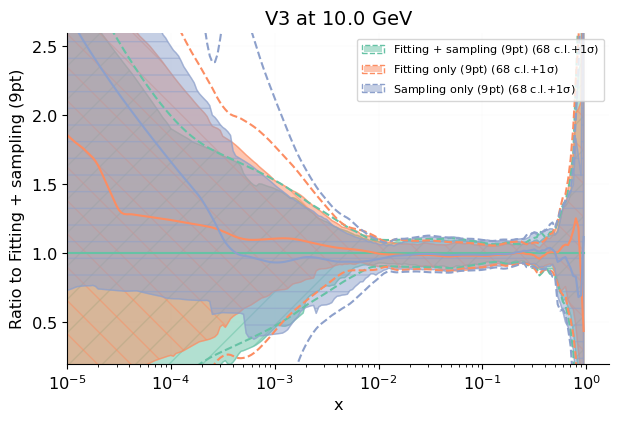 V3 at 10.0 GeV
Ratio to Fitting + sampling (9pt)
2.5
2.0
1.5
1.0
0.5
Fitting + sampling (9pt) (68 c.l.+1σ)
Fitting only (9pt) (68 c.l.+1σ)
Sampling only (9pt) (68 c.l.+1σ)
10⁻⁵
10⁻⁴
10⁻³
10⁻²
10⁻¹
10⁰
x